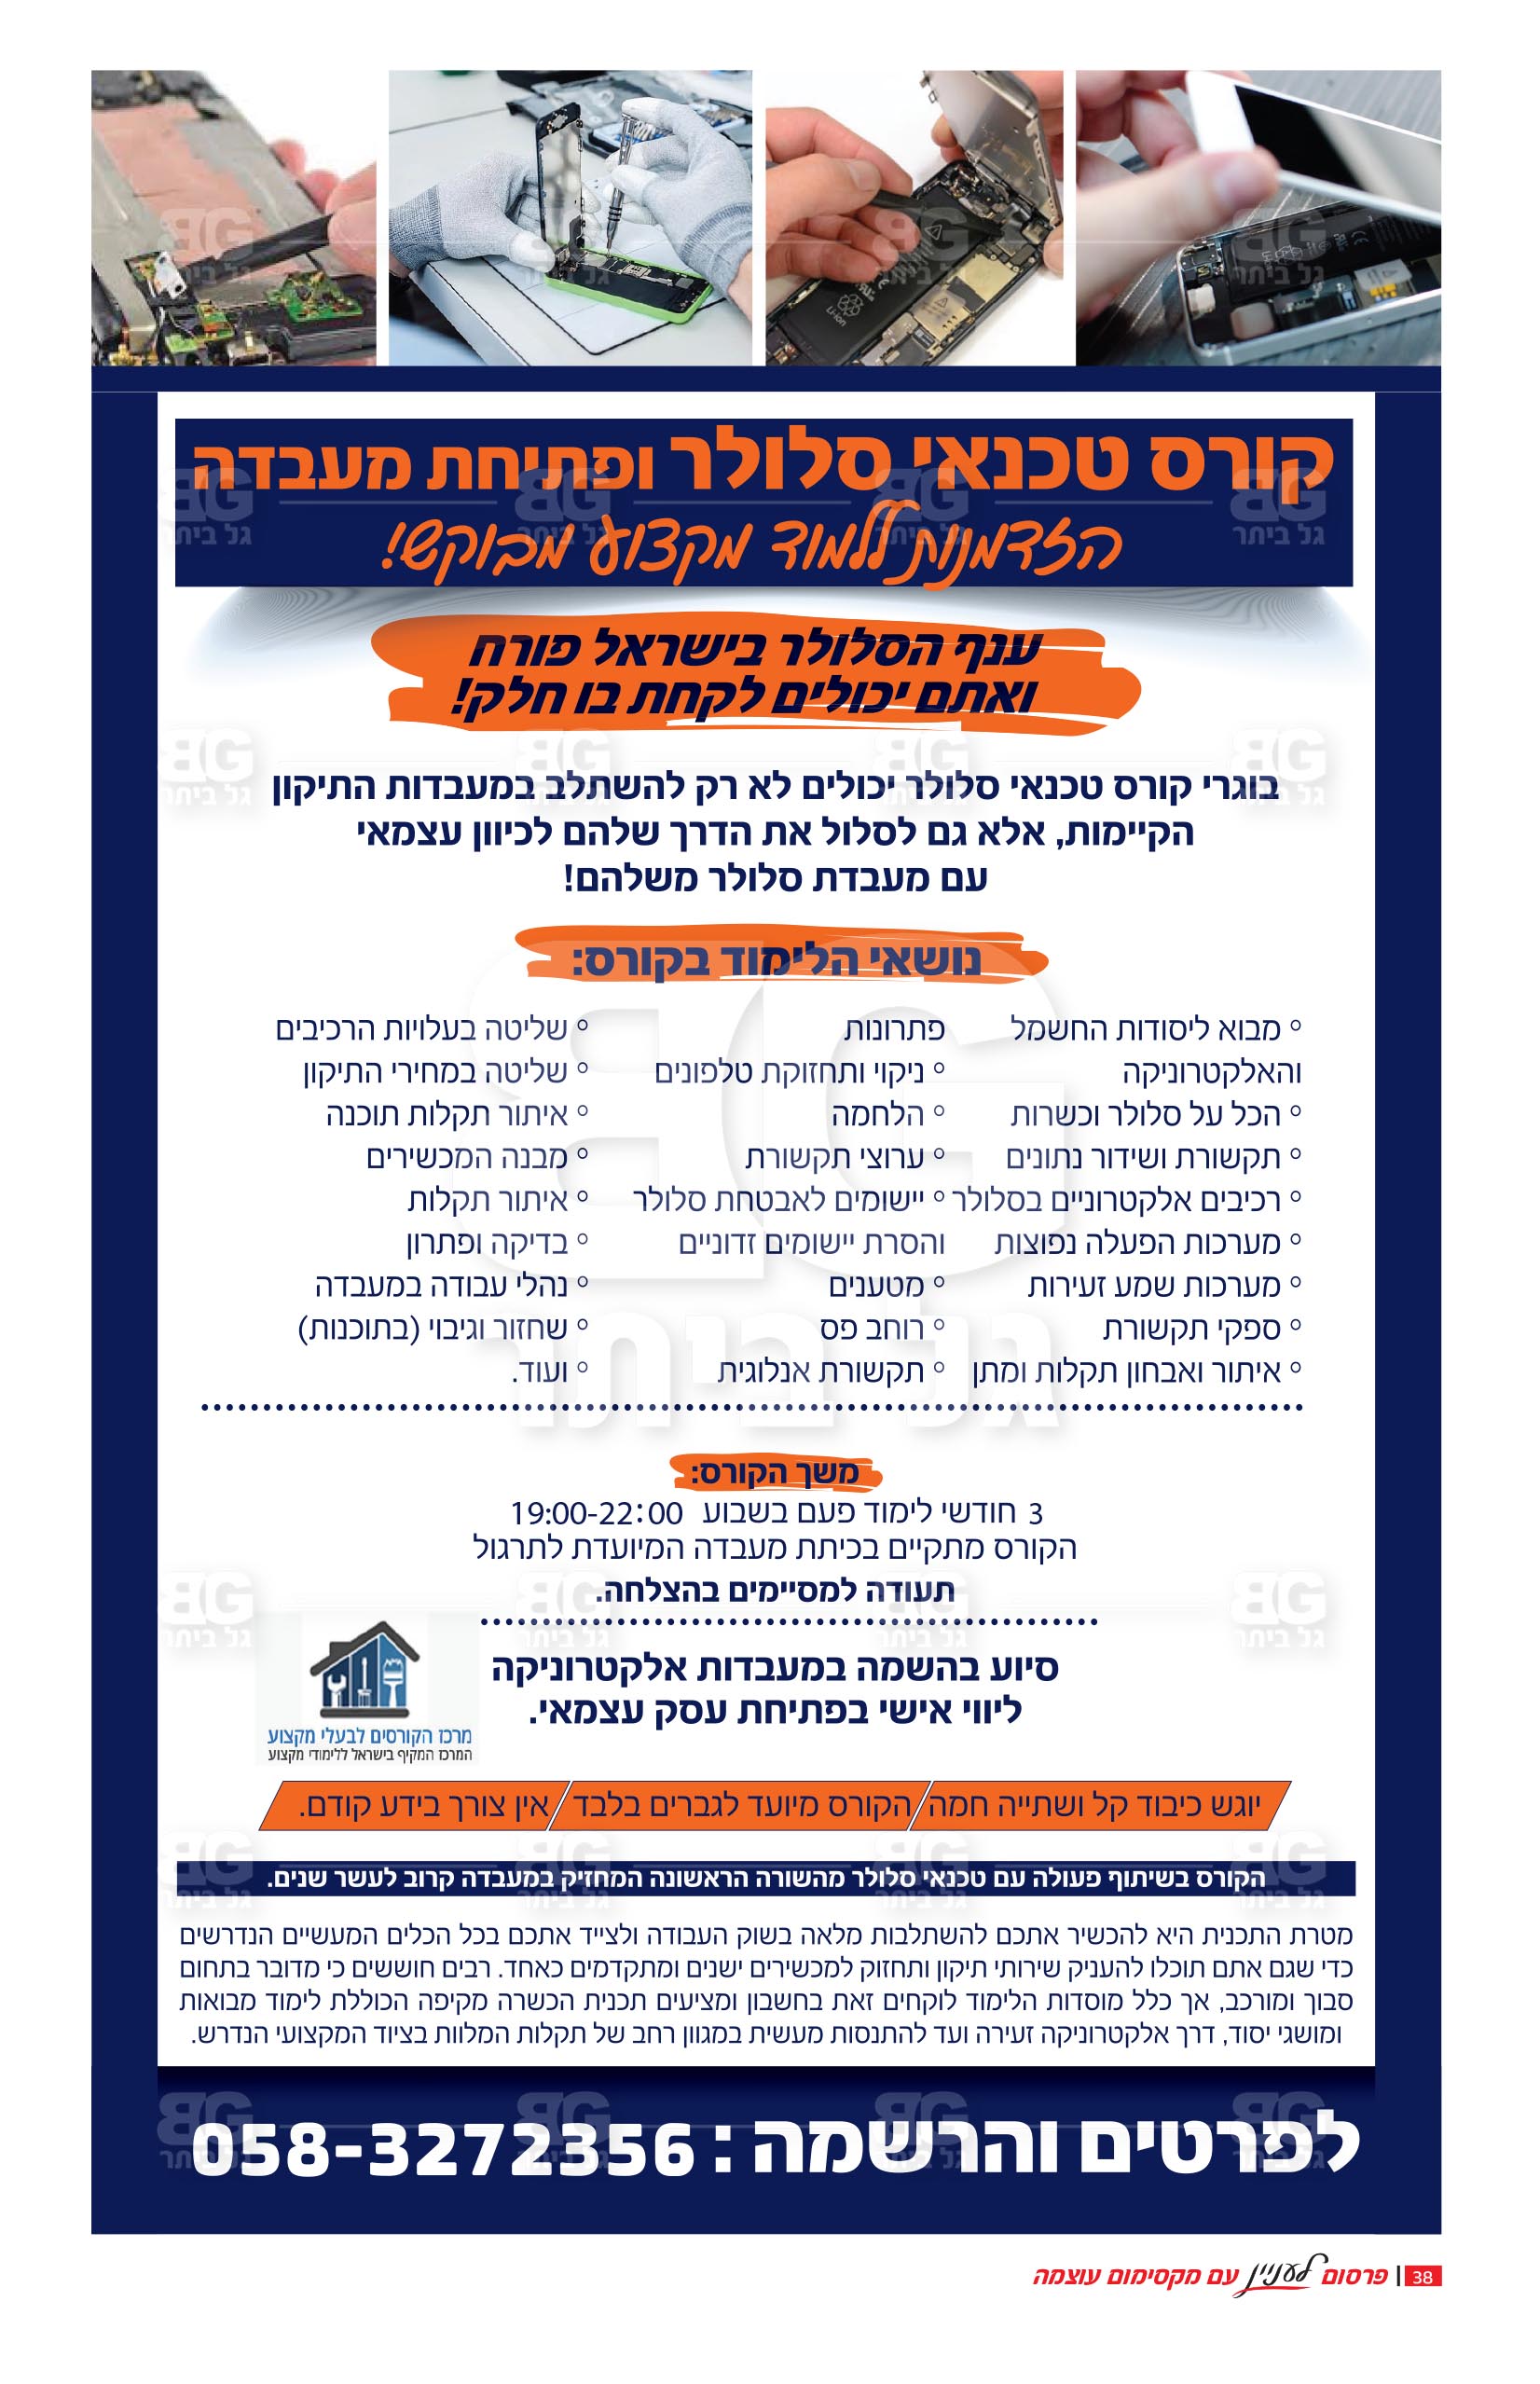 קורס טכנאי סלולר ופתיחת מעבדה
הזדמנות ללמוד מקצוע מבוקש!
ענף הסלולר בישראל פורח
ואתם יכולים לקחת בו חלק!
בוגרי קורס טכנאי סלולר יכולים לא רק להשתלב במעבדות התיקון
הקיימות, אלא גם לסלול את הדרך שלהם לכיוון עצמאי
עם מעבדת סלולר משלהם!
נושאי הלימוד בקורס:
° מבוא ליסודות החשמל
והאלקטרוניקה
° הכל על סלולר וכשרות
° תקשורת ושידור נתונים
° רכיבים אלקטרוניים בסלולר
° מערכות הפעלה נפוצות
° מערכות שמע זעירות
° ספקי תקשורת
° איתור ואבחון תקלות ומתן
פתרונות
° ניקוי ותחזוקת טלפונים
° הלחמה
° ערוצי תקשורת
° יישומים לאבטחת סלולר
והסרת יישומים זדוניים
° מטענים
° רוחב פס
° תקשורת אנלוגית
° שליטה בעלויות הרכיבים
° שליטה במחירי התיקון
° איתור תקלות תוכנה
° מבנה המכשירים
° איתור תקלות
° בדיקה ופתרון
° נהלי עבודה במעבדה
° שחזור וגיבוי (בתוכנות)
° ועוד.
משך הקורס:
3 חודשי לימוד פעם בשבוע 19:00-22:00
הקורס מתקיים בכיתת מעבדה המיועדת לתרגול
תעודה למסיימים בהצלחה.
סיוע בהשמה במעבדות אלקטרוניקה
ליווי אישי בפתיחת עסק עצמאי.
מרכז הקורסים לבעלי מקצוע
המרכז המקיף בישראל ללימודי מקצוע
יוגש כיבוד קל ושתייה חמה / הקורס מיועד לגברים בלבד / אין צורך בידע קודם.
הקורס בשיתוף פעולה עם טכנאי סלולר מהשורה הראשונה המחזיק במעבדה קרוב לעשר שנים.
מטרת התכנית היא להכשיר אתכם להשתלבות מלאה בשוק העבודה ולצייד אתכם בכל הכלים המעשיים הנדרשים
כדי שגם אתם תוכלו להעניק שירותי תיקון ותחזוק למכשירים ישנים ומתקדמים כאחד. רבים חוששים כי מדובר בתחום
סבוך ומורכב, אך כלל מוסדות הלימוד לוקחים זאת בחשבון ומציעים תכנית הכשרה מקיפה הכוללת לימוד מבואות
ומושגי יסוד, דרך אלקטרוניקה זעירה ועד להתנסות מעשית במגוון רחב של תקלות המלוות בציוד המקצועי הנדרש.
לפרטים והרשמה : 058-3272356
38 | פרסום לעניין עם מקסימום עוצמה
BG
גל ביתר